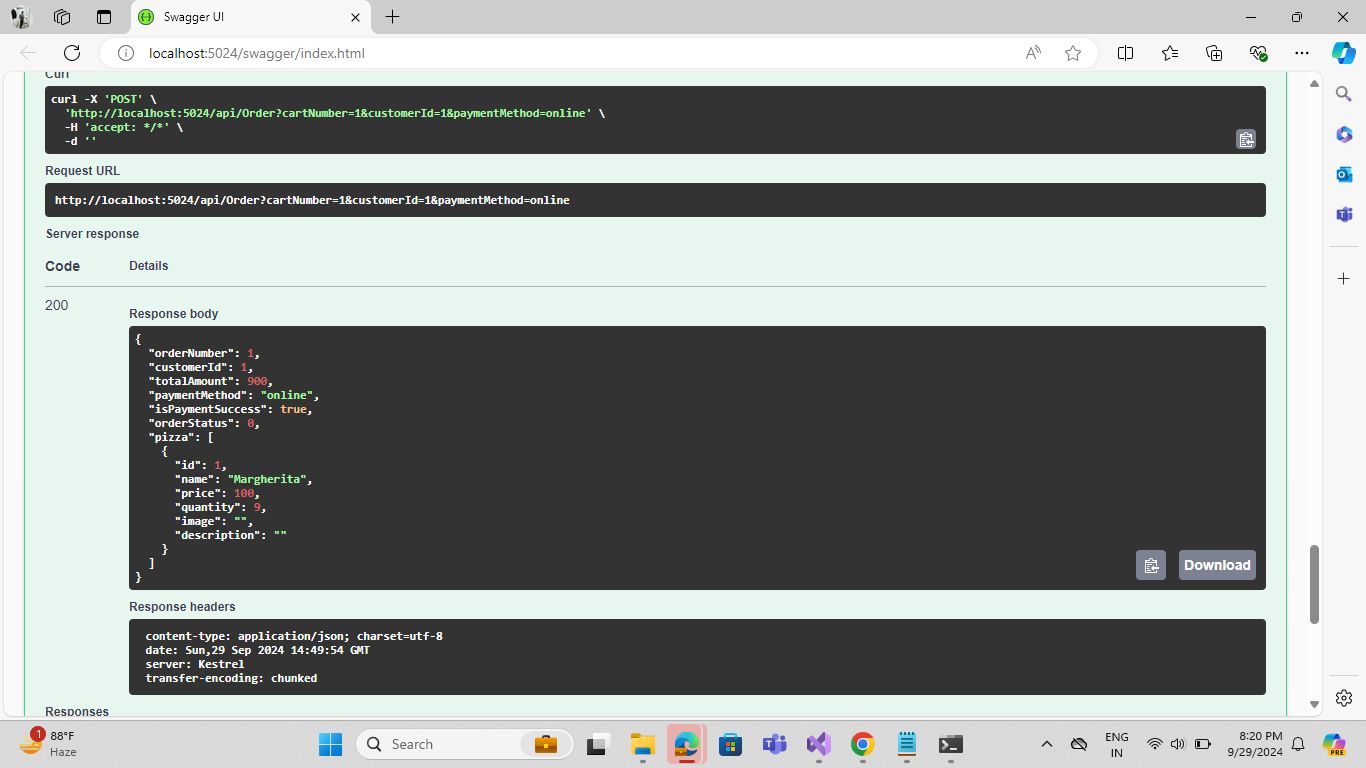 Swagger UI
localhost:5024/swagger/index.html
Curl
curl -X 'POST' \
'http://localhost:5024/api/Order?cartNumber=1&customerId=1&paymentMethod=online' \
-H 'accept: */*' \
-d ''
Request URL
http://localhost:5024/api/Order?cartNumber=1&customerId=1&paymentMethod=online
Server response
Code Details
200
Response body
{
"orderNumber": 1,
"customerId": 1,
"totalAmount": 900,
"paymentMethod": "online",
"isPaymentSuccess": true,
"orderStatus": 0,
"pizza": [
{
"id": 1,
"name": "Margherita",
"price": 100,
"quantity": 9,
"image": "",
"description": ""
}
]
}
Download
Response headers
content-type: application/json; charset=utf-8
date: Sun,29 Sep 2024 14:49:54 GMT
server: Kestrel
transfer-encoding: chunked
Responses
1
88°F
Haze
Search
ENG
IN
8:20 PM
9/29/2024
PRE